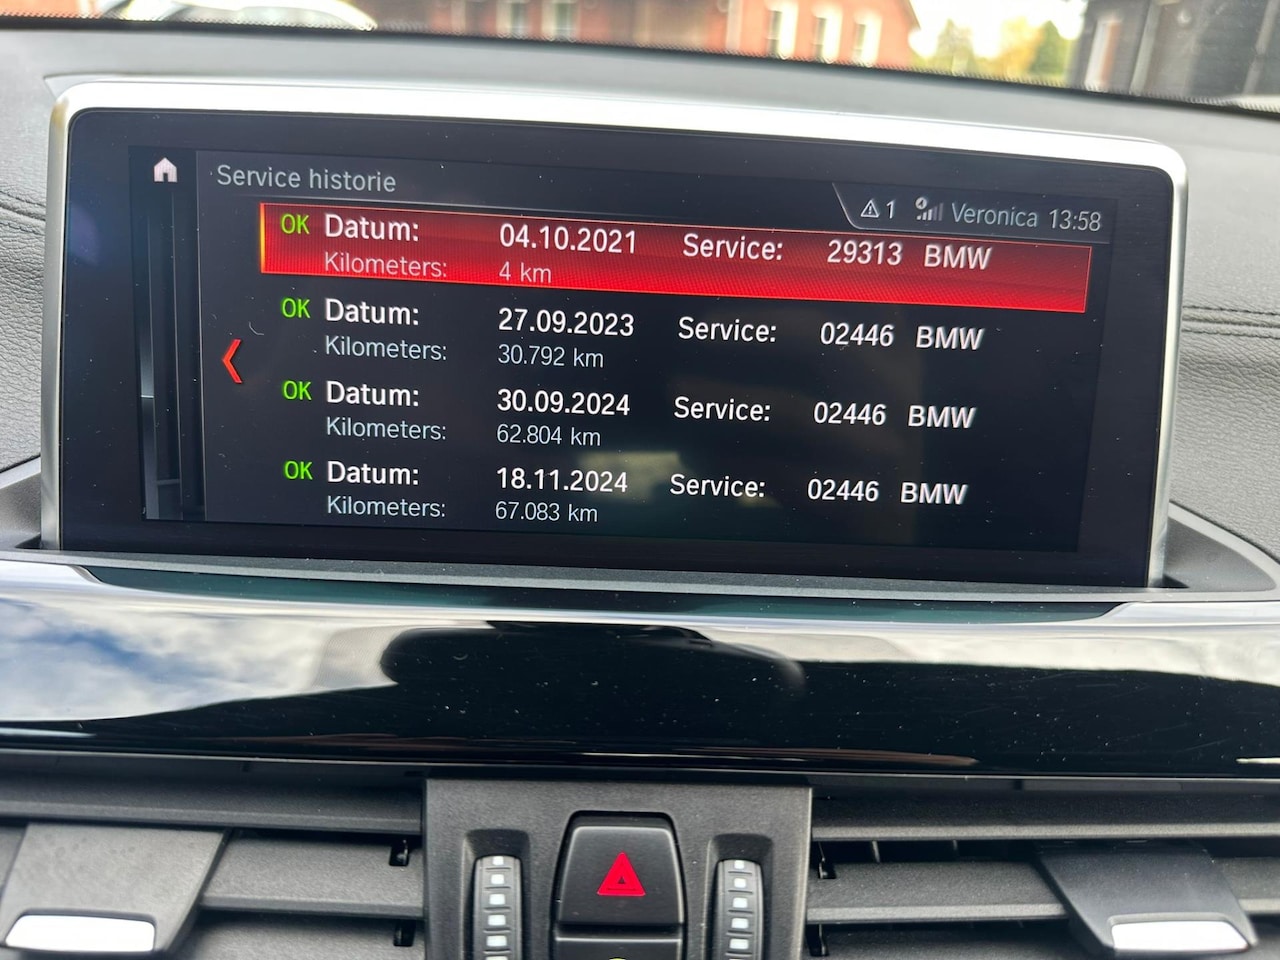 Service historie
1 Veronica 13:58
OK Datum: 04.10.2021 Service: 29313 BMW
Kilometers: 4 km
OK Datum: 27.09.2023 Service: 02446 BMW
Kilometers: 30.792 km
OK Datum: 30.09.2024 Service: 02446 BMW
Kilometers: 62.804 km
OK Datum: 18.11.2024 Service: 02446 BMW
Kilometers: 67.083 km